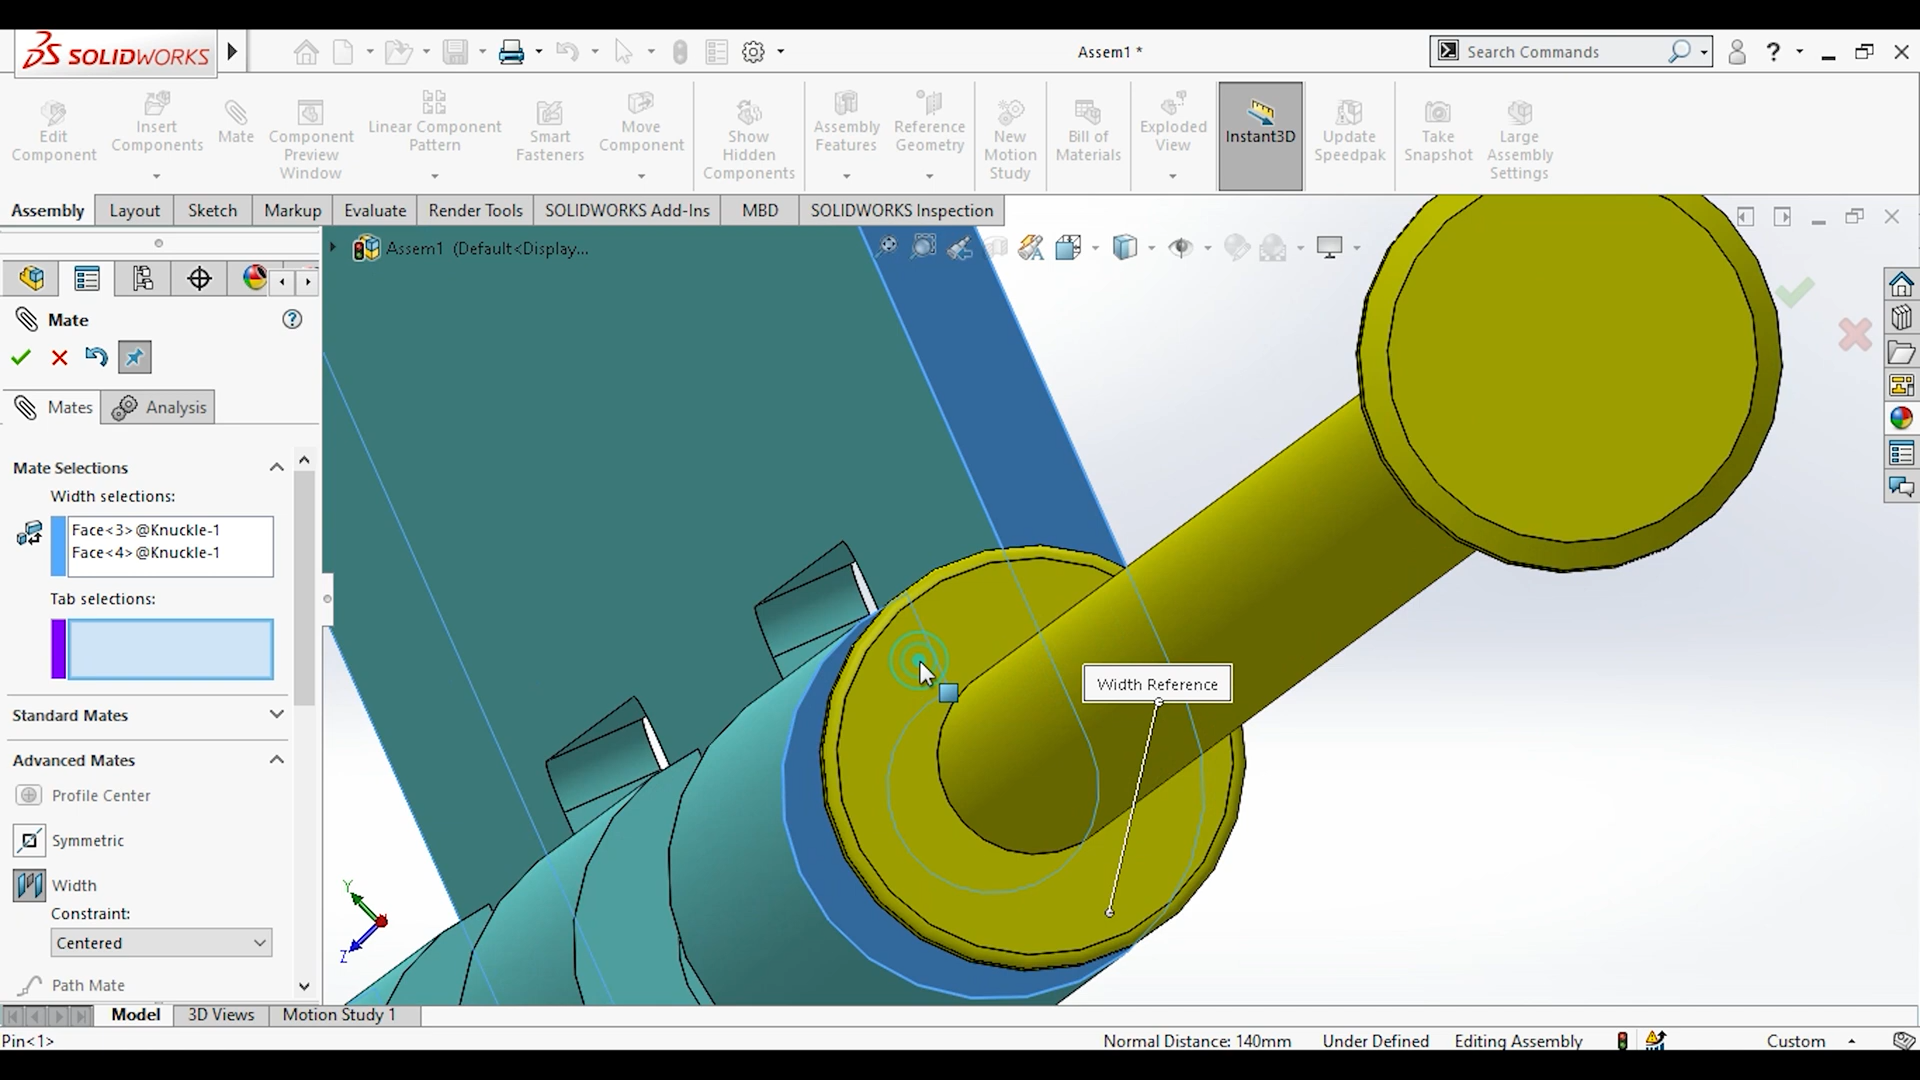 SOLIDWORKS
Assem1 *
Search Commands
?
Edit Component
Insert Components
Mate
Component Preview Window
Linear Component Pattern
Smart Fasteners
Move Component
Show Hidden Components
Assembly Features
Reference Geometry
New Motion Study
Bill of Materials
Exploded View
Instant3D
Update Speedpak
Take Snapshot
Large Assembly Settings
Assembly
Layout
Sketch
Markup
Evaluate
Render Tools
SOLIDWORKS Add-Ins
MBD
SOLIDWORKS Inspection
Assem1 (Default<Display...
Mate
?
Mates
Analysis
Mate Selections
Width selections:
Face<3>@Knuckle-1
Face<4>@Knuckle-1
Tab selections:
Standard Mates
Advanced Mates
Profile Center
Symmetric
Width
Constraint:
Centered
Path Mate
Width Reference
Y
Z
Model
3D Views
Motion Study 1
Pin<1>
Normal Distance: 140mm
Under Defined
Editing Assembly
Custom